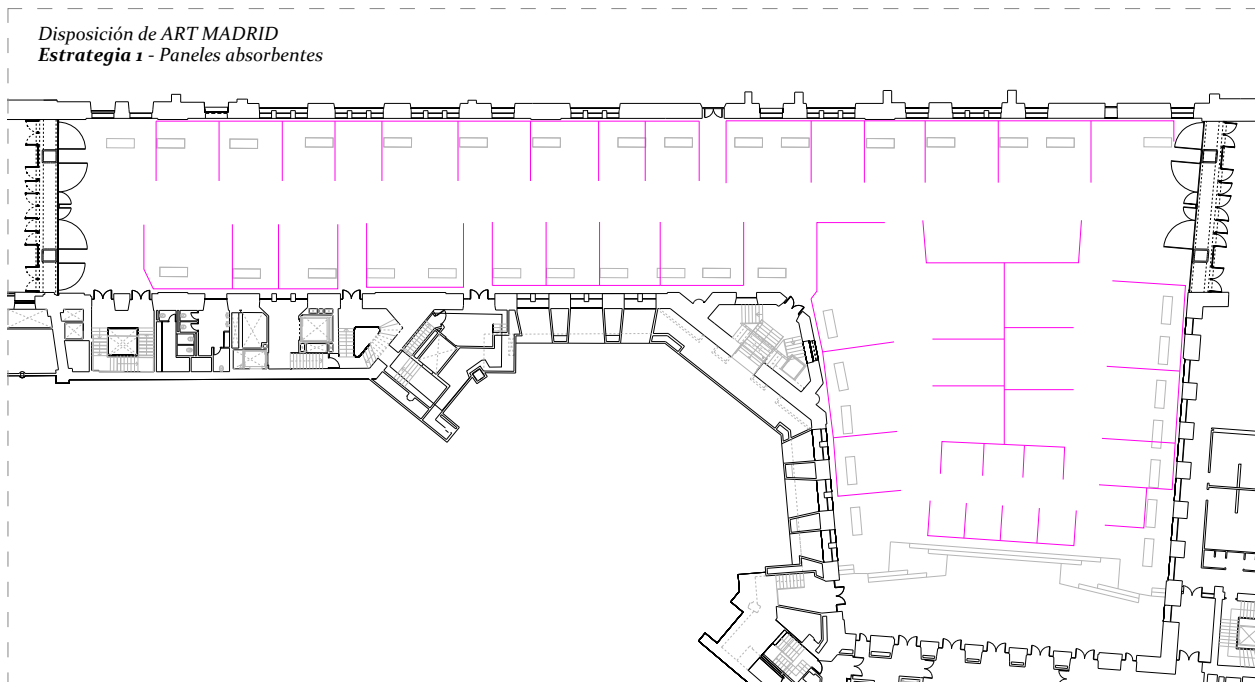 Disposición de ART MADRID
Estrategia 1 - Paneles absorbentes